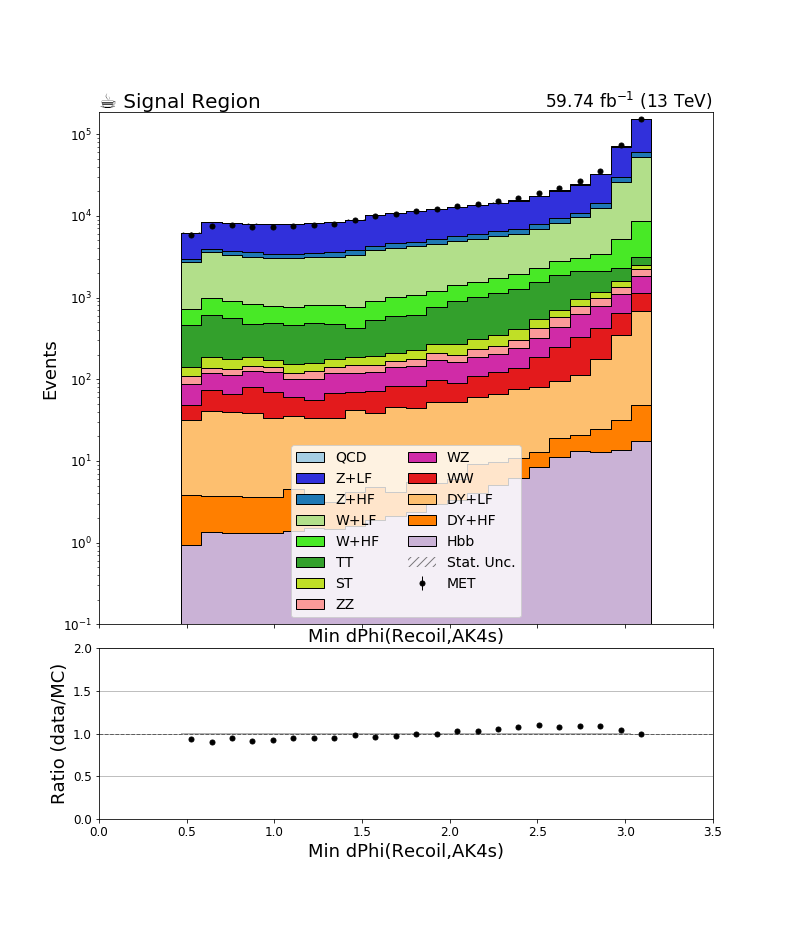 ☕ Signal Region
59.74 fb⁻¹ (13 TeV)
Events
10⁵
10⁴
10³
10²
10¹
10⁰
10⁻¹
QCD
Z+LF
Z+HF
W+LF
W+HF
TT
ST
ZZ
WZ
WW
DY+LF
DY+HF
Hbb
Stat. Unc.
MET
Min dPhi(Recoil,AK4s)
Ratio (data/MC)
2.0
1.5
1.0
0.5
0.0
0.0 0.5 1.0 1.5 2.0 2.5 3.0 3.5
Min dPhi(Recoil,AK4s)